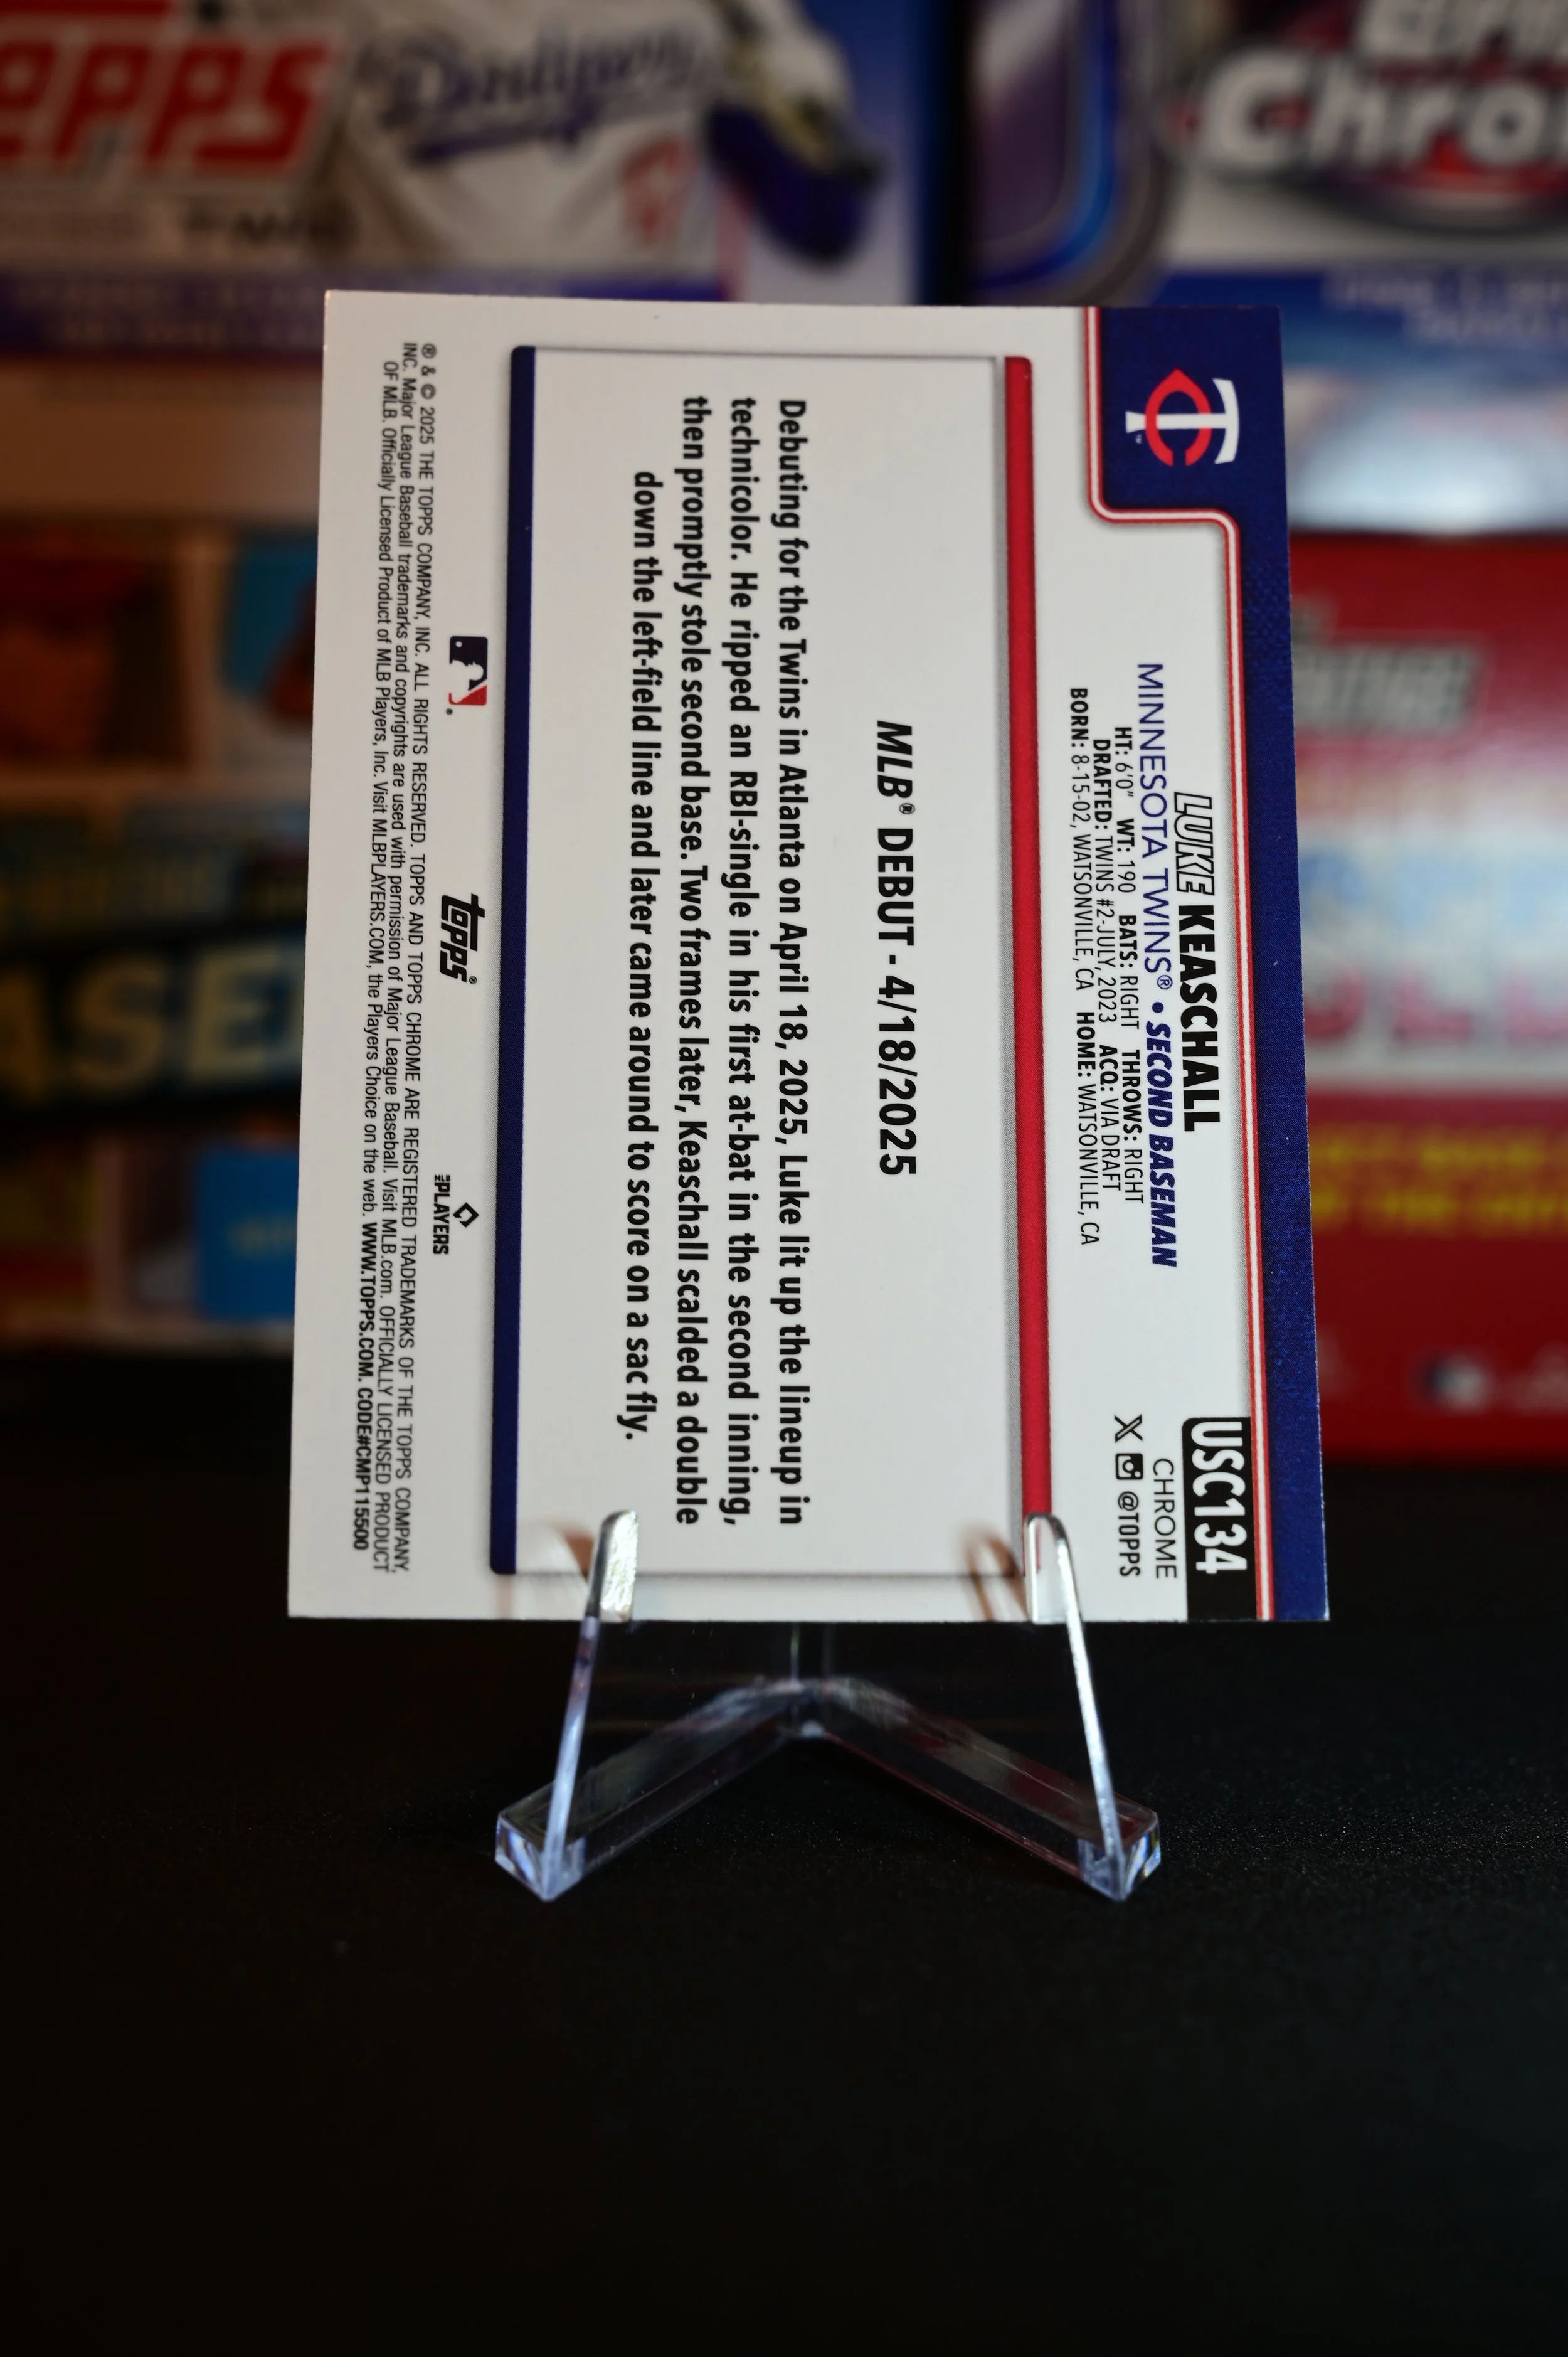 USC134
LUKE KEASCHALL
CHROME
MINNESOTA TWINS® • SECOND BASEMAN
HT: 6'0" WT: 190 BATS: RIGHT THROWS: RIGHT
@TOPPS
DRAFTED: TWINS #2-JULY, 2023 ACQ: VIA DRAFT
BORN: 8-15-02, WATSONVILLE, CA HOME: WATSONVILLE, CA
MLB® DEBUT - 4/18/2025
Debuting for the Twins in Atlanta on April 18, 2025, Luke lit up the lineup in
technicolor. He ripped an RBI-single in his first at-bat in the second inning,
then promptly stole second base. Two frames later, Keaschall scalded a double
down the left-field line and later came around to score on a sac fly.
topps®
PLAYERS
® & © 2025 THE TOPPS COMPANY, INC. ALL RIGHTS RESERVED. TOPPS AND TOPPS CHROME ARE REGISTERED TRADEMARKS OF THE TOPPS COMPANY,
INC. Major League Baseball trademarks and copyrights are used with permission of Major League Baseball. Visit MLB.com. OFFICIALLY LICENSED PRODUCT
OF MLB. Officially Licensed Product of MLB Players, Inc. Visit MLBPLAYERS.COM, the Players Choice on the web. WWW.TOPPS.COM. CODE#CMP115500
TC
Dodgers
Chro
ASE